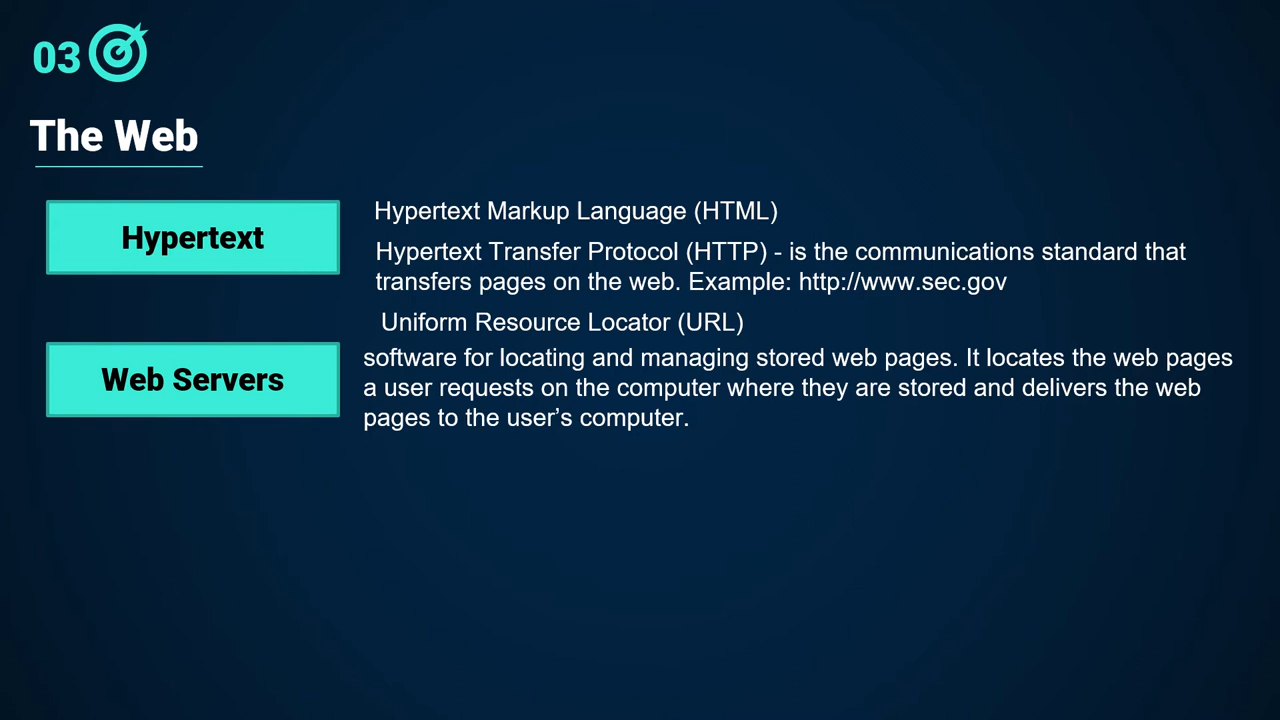 03
The Web
Hypertext
Hypertext Markup Language (HTML)
Hypertext Transfer Protocol (HTTP) - is the communications standard that
transfers pages on the web. Example: http://www.sec.gov
Uniform Resource Locator (URL)
Web Servers
software for locating and managing stored web pages. It locates the web pages
a user requests on the computer where they are stored and delivers the web
pages to the user’s computer.